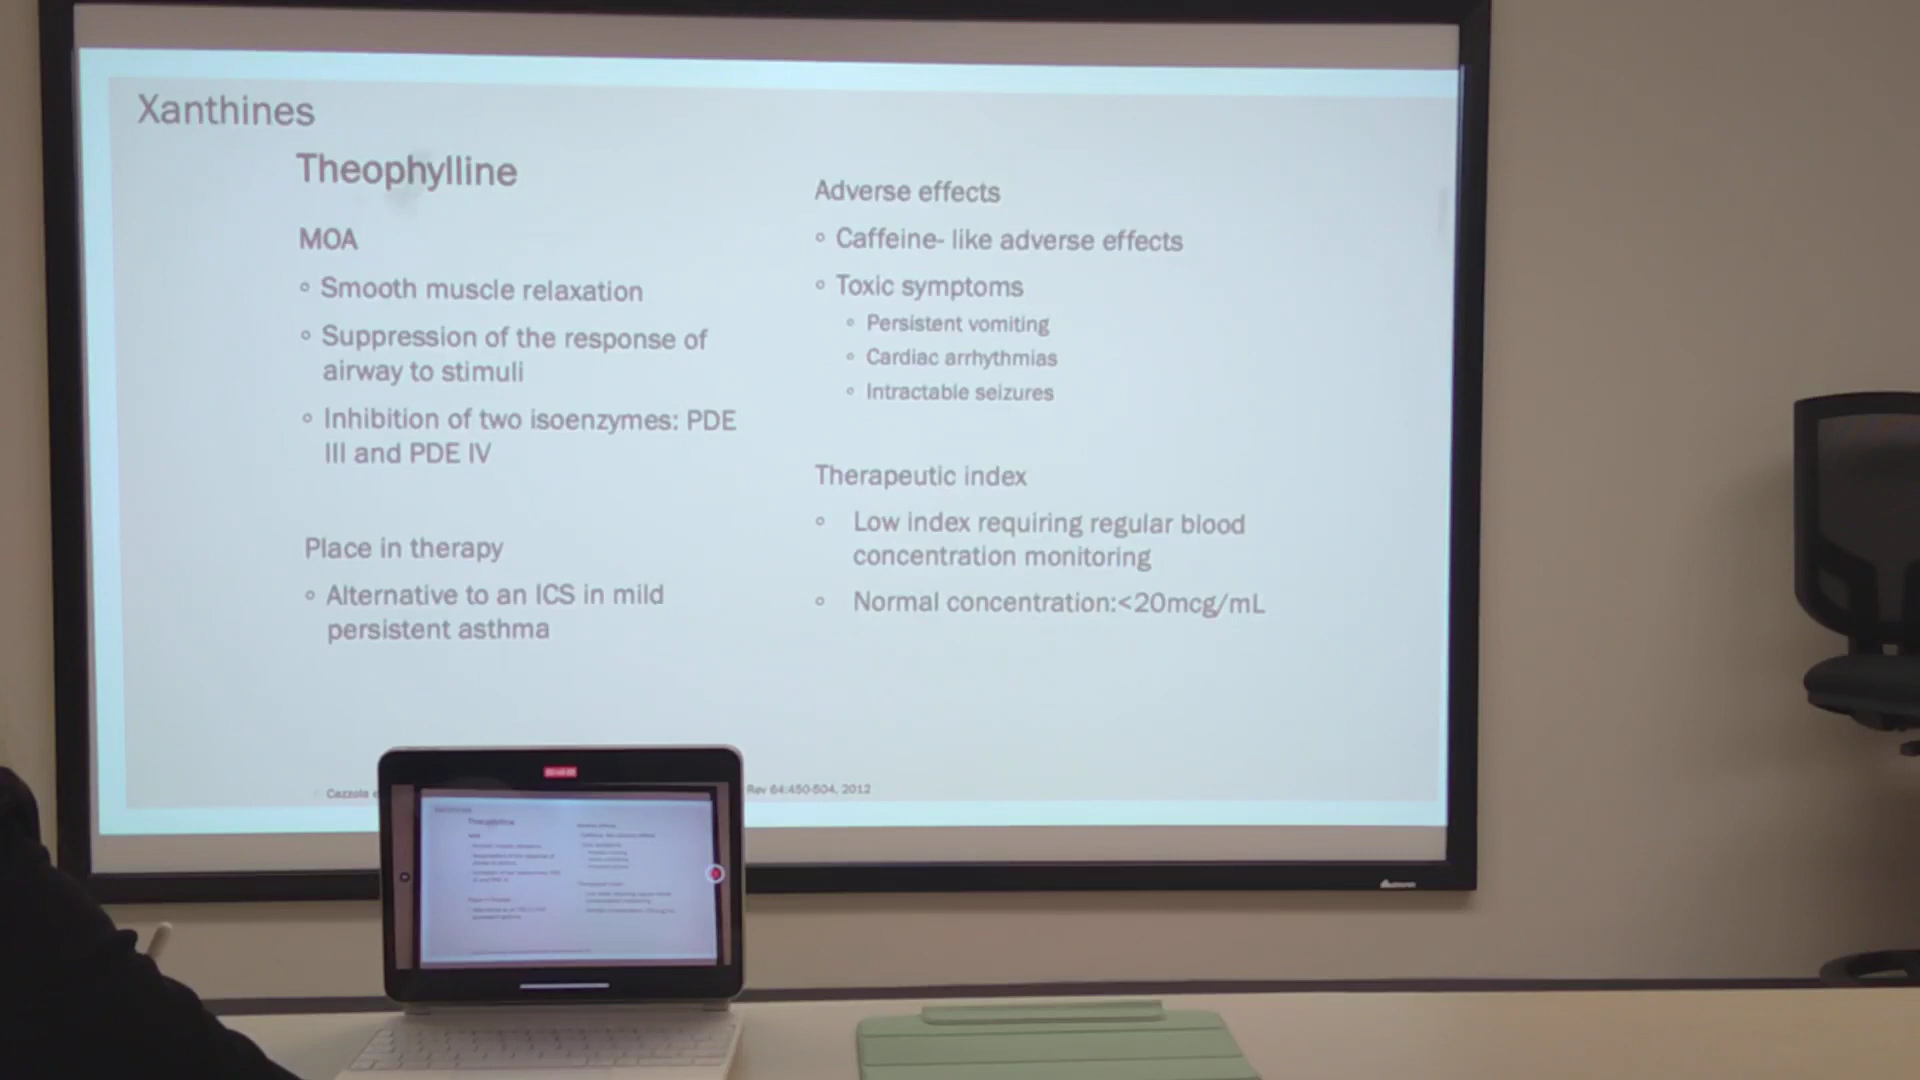 Xanthines
Theophylline
MOA
Smooth muscle relaxation
Suppression of the response of
airway to stimuli
Inhibition of two isoenzymes: PDE
III and PDE IV
Place in therapy
Alternative to an ICS in mild
persistent asthma
Adverse effects
Caffeine- like adverse effects
Toxic symptoms
Persistent vomiting
Cardiac arrhythmias
Intractable seizures
Therapeutic index
Low index requiring regular blood
concentration monitoring
Normal concentration:<20mcg/mL
Cazzola
Rev 64:450-504, 2012